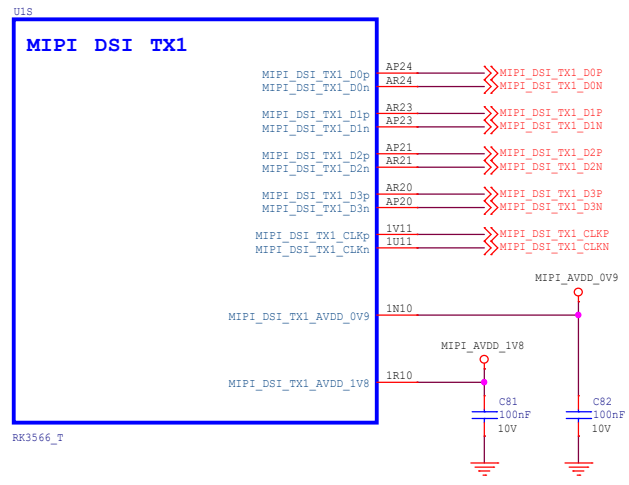 U1S
MIPI DSI TX1
MIPI_DSI_TX1_D0p AP24 MIPI_DSI_TX1_D0P
MIPI_DSI_TX1_D0n AR24 MIPI_DSI_TX1_D0N
MIPI_DSI_TX1_D1p AR23 MIPI_DSI_TX1_D1P
MIPI_DSI_TX1_D1n AP23 MIPI_DSI_TX1_D1N
MIPI_DSI_TX1_D2p AP21 MIPI_DSI_TX1_D2P
MIPI_DSI_TX1_D2n AR21 MIPI_DSI_TX1_D2N
MIPI_DSI_TX1_D3p AR20 MIPI_DSI_TX1_D3P
MIPI_DSI_TX1_D3n AP20 MIPI_DSI_TX1_D3N
MIPI_DSI_TX1_CLKp 1V11 MIPI_DSI_TX1_CLKP
MIPI_DSI_TX1_CLKn 1U11 MIPI_DSI_TX1_CLKN
MIPI_AVDD_0V9
MIPI_DSI_TX1_AVDD_0V9 1N10
MIPI_AVDD_1V8
MIPI_DSI_TX1_AVDD_1V8 1R10
C81 C82
100nF 100nF
10V 10V
RK3566_T